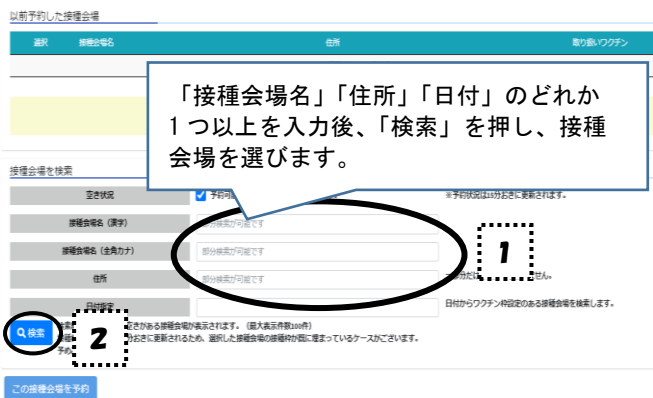 以前予約した接種会場
選択 接種会場名 住所 取り扱いワクチン
「接種会場名」「住所」「日付」のどれか
1つ以上を入力後、「検索」を押し、接種
会場を選びます。
接種会場を検索
空き状況 予約可 ※予約状況は15分おきに更新されます。
接種会場名（漢字） 部分検索が可能です
接種会場名（全角カナ） 部分検索が可能です
1
住所 部分検索が可能です
日付指定 日付からワクチン枠設定のある接種会場を検索します。
検索
空きがある接種会場が表示されます。（最大表示件数100件）
分おきに更新されるため、選択した接種会場の接種枠が既に埋まっているケースがございます。
2
予め
この接種会場を予約